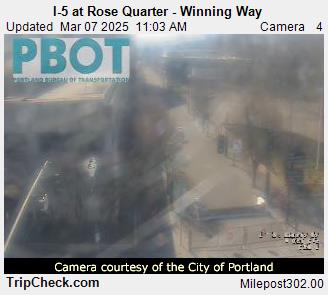 I-5 at Rose Quarter - Winning Way
Updated Mar 07 2025 11:03 AM Camera 4
PBOT
PORTLAND BUREAU OF TRANSPORTATION
Camera courtesy of the City of Portland
TripCheck.com Milepost302.00